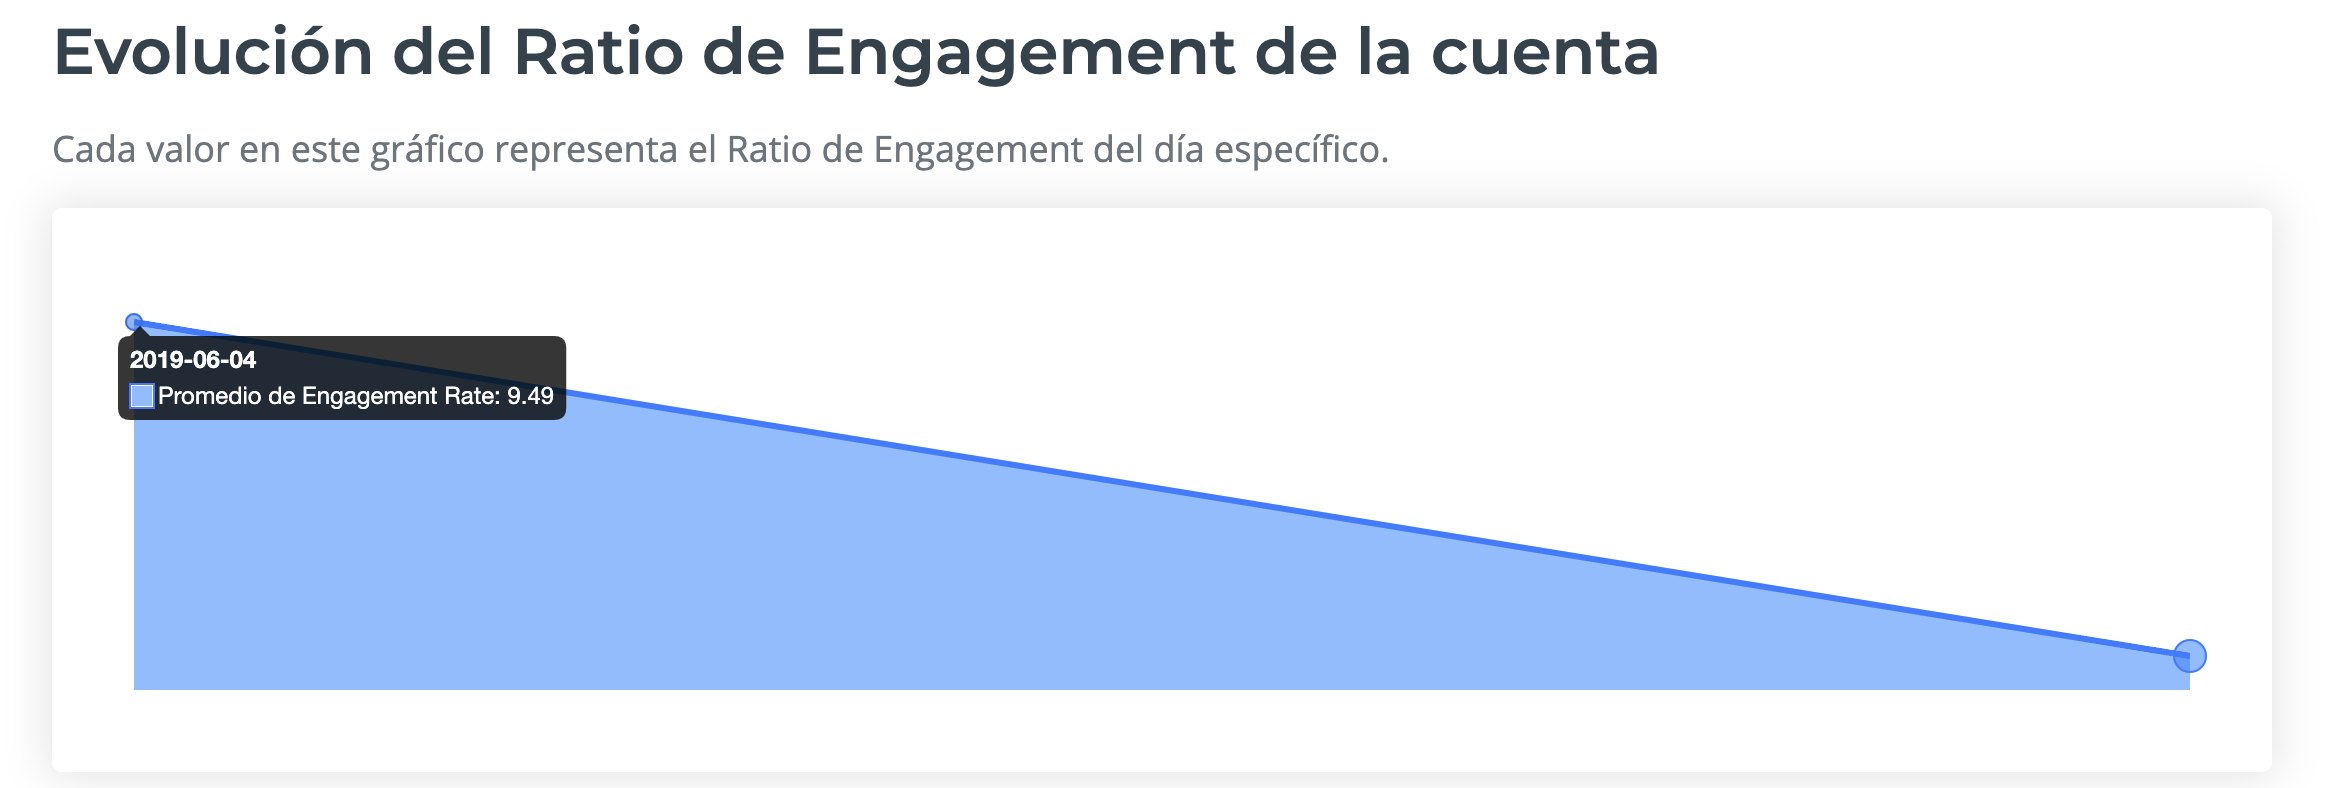 Evolución del Ratio de Engagement de la cuenta
Cada valor en este gráfico representa el Ratio de Engagement del día específico.
2019-06-04
Promedio de Engagement Rate: 9.49